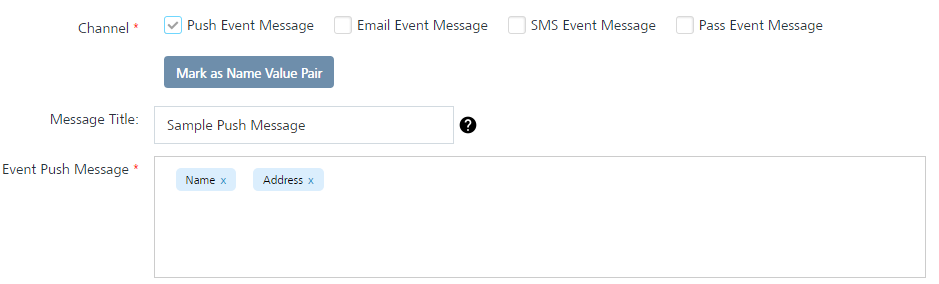 Channel * Push Event Message Email Event Message SMS Event Message Pass Event Message
Mark as Name Value Pair
Message Title: Sample Push Message ?
Event Push Message * Name x Address x